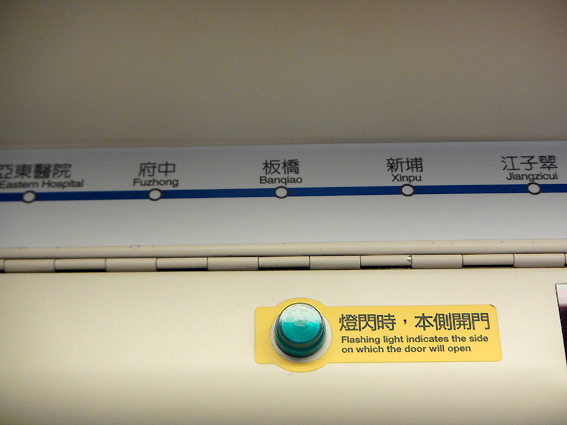 亞東醫院 府中 板橋 新埔 江子翠
Eastern Hospital Fuzhong Banqiao Xinpu Jiangzicui
燈閃時，本側開門
Flashing light indicates the side
on which the door will open